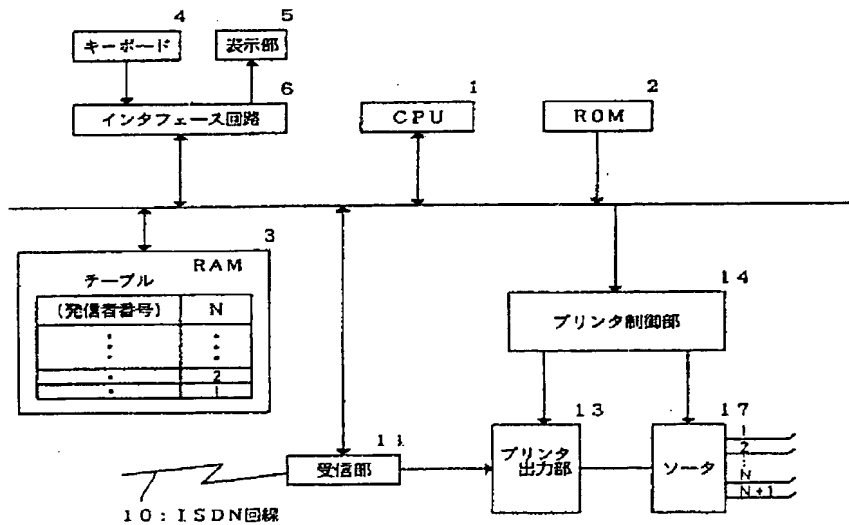 4 5
キーボード 表示部
6 1 2
インタフェース回路 CPU ROM
3
RAM
テーブル
(発信者番号) N
2
1
14
プリンタ制御部
13 17
11
受信部
プリンタ
出力部
ソータ
1
2
N
N+1
10:ISDN回線